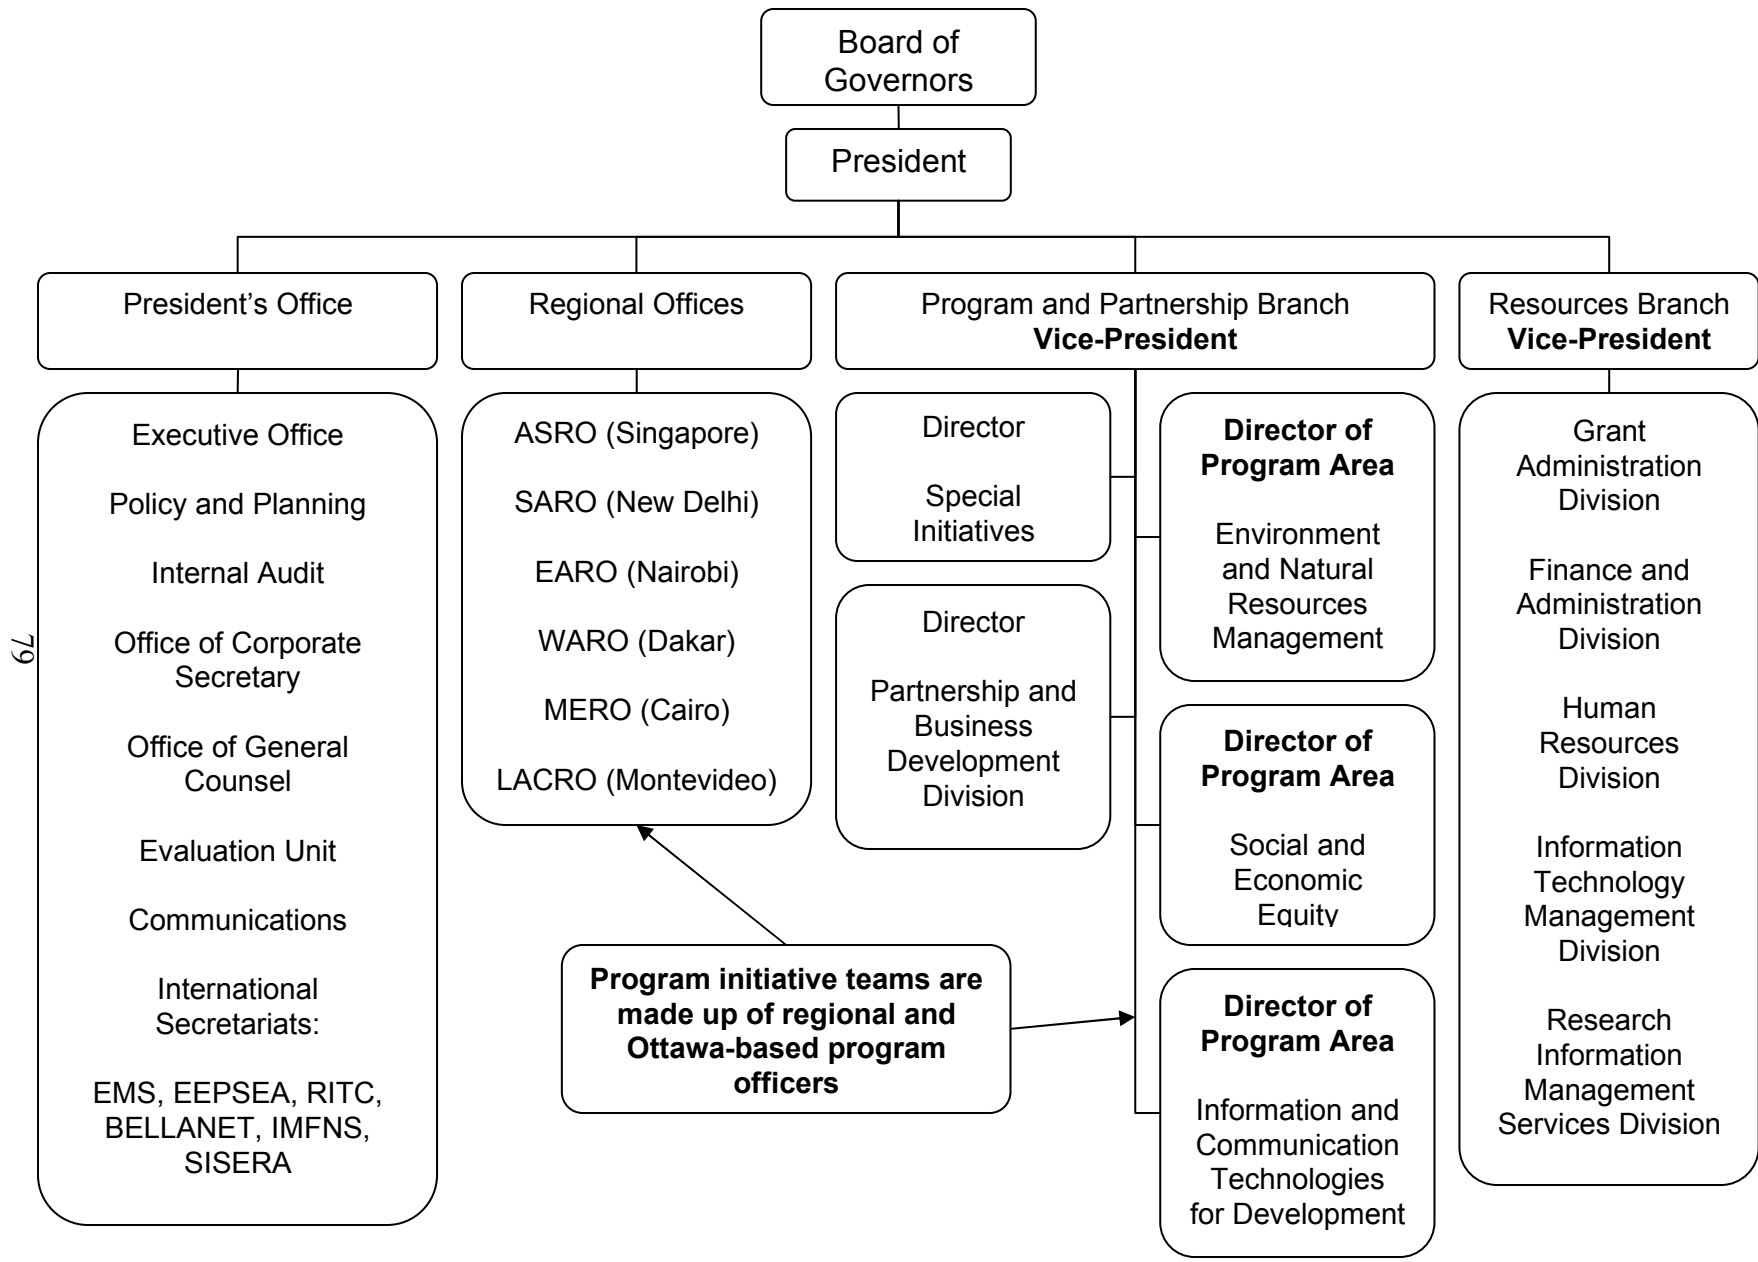 Board of
Governors
President
President’s Office
Regional Offices
Program and Partnership Branch
Vice-President
Resources Branch
Vice-President
Executive Office
Policy and Planning
Internal Audit
Office of Corporate
Secretary
Office of General
Counsel
Evaluation Unit
Communications
International
Secretariats:
EMS, EEPSEA, RITC,
BELLANET, IMFNS,
SISERA
ASRO (Singapore)
SARO (New Delhi)
EARO (Nairobi)
WARO (Dakar)
MERO (Cairo)
LACRO (Montevideo)
Director
Special
Initiatives
Director
Partnership and
Business
Development
Division
Director of
Program Area
Environment
and Natural
Resources
Management
Director of
Program Area
Social and
Economic
Equity
Director of
Program Area
Information and
Communication
Technologies
for Development
Grant
Administration
Division
Finance and
Administration
Division
Human
Resources
Division
Information
Technology
Management
Division
Research
Information
Management
Services Division
Program initiative teams are
made up of regional and
Ottawa-based program
officers
79